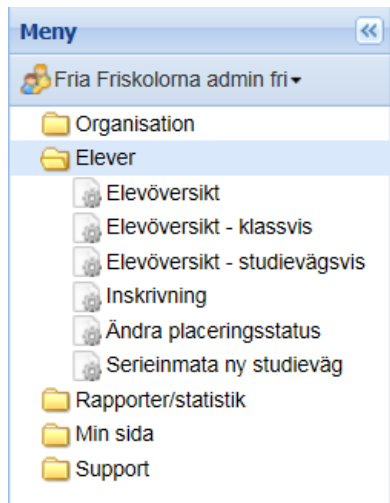 Meny
Fria Friskolorna admin fri
Organisation
Elever
Elevöversikt
Elevöversikt - klassvis
Elevöversikt - studievägsvis
Inskrivning
Ändra placeringsstatus
Serieinmata ny studieväg
Rapporter/statistik
Min sida
Support